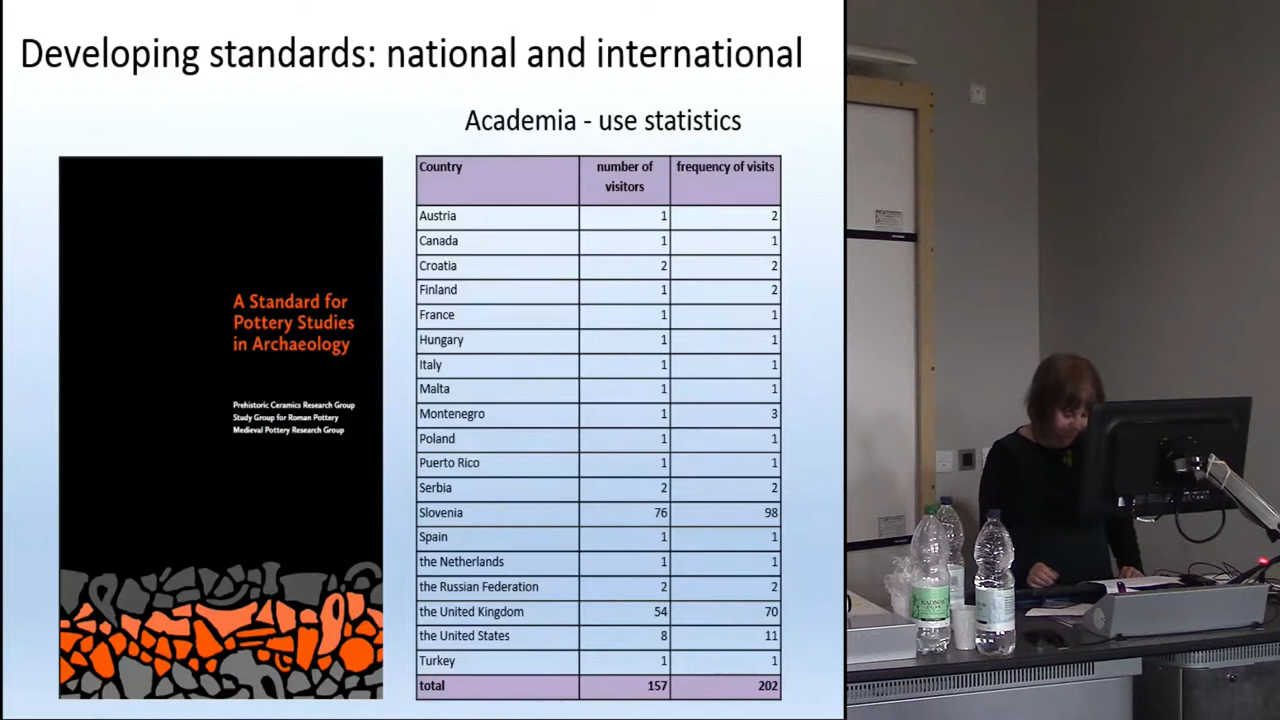 Developing standards: national and international
Academia - use statistics
A Standard for
Pottery Studies
in Archaeology
Prehistoric Ceramics Research Group
Study Group for Roman Pottery
Medieval Pottery Research Group
Country number of visitors frequency of visits
Austria 1 2
Canada 1 1
Croatia 2 2
Finland 1 2
France 1 1
Hungary 1 1
Italy 1 1
Malta 1 1
Montenegro 1 3
Poland 1 1
Puerto Rico 1 1
Serbia 2 2
Slovenia 76 98
Spain 1 1
the Netherlands 1 1
the Russian Federation 2 2
the United Kingdom 54 70
the United States 8 11
Turkey 1 1
total 157 202